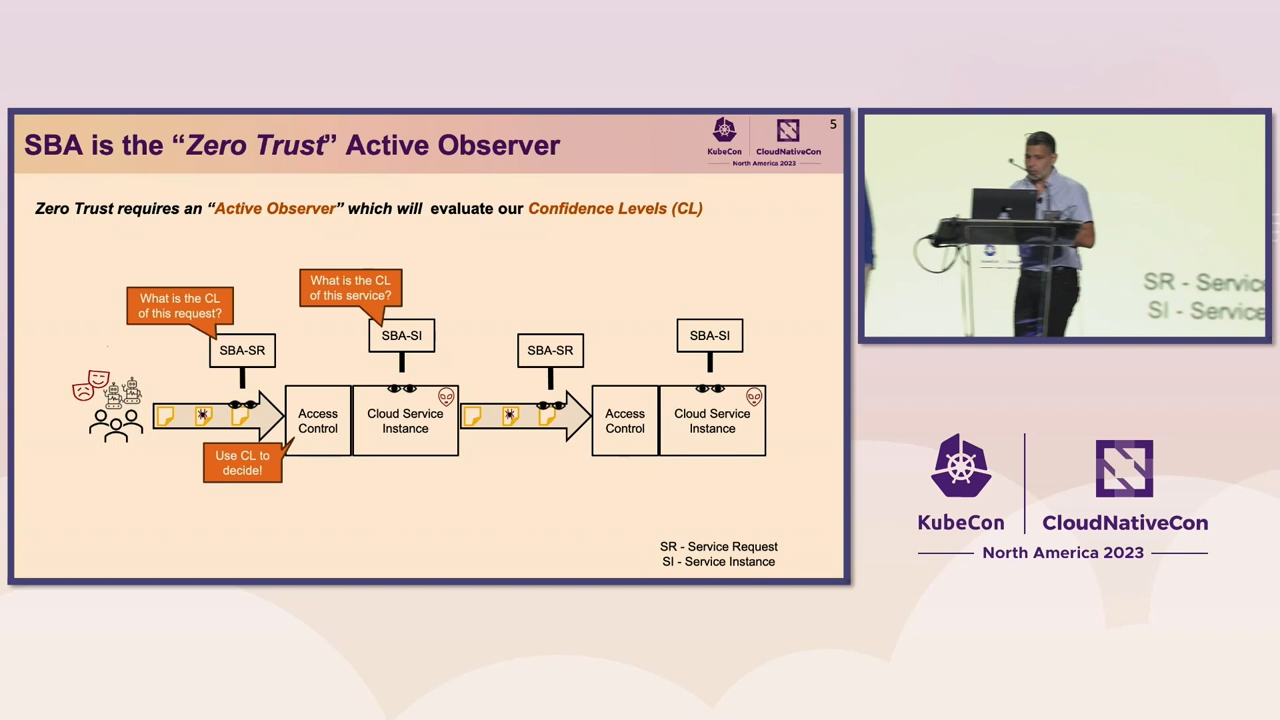 SBA is the “Zero Trust” Active Observer
KubeCon
CloudNativeCon
North America 2023
5
Zero Trust requires an “Active Observer” which will evaluate our Confidence Levels (CL)
What is the CL
of this request?
What is the CL
of this service?
SBA-SR
SBA-SI
SBA-SR
SBA-SI
Access
Control
Cloud Service
Instance
Access
Control
Cloud Service
Instance
Use CL to
decide!
SR - Service Request
SI - Service Instance
SR - Servic
SI - Service
KubeCon
CloudNativeCon
North America 2023